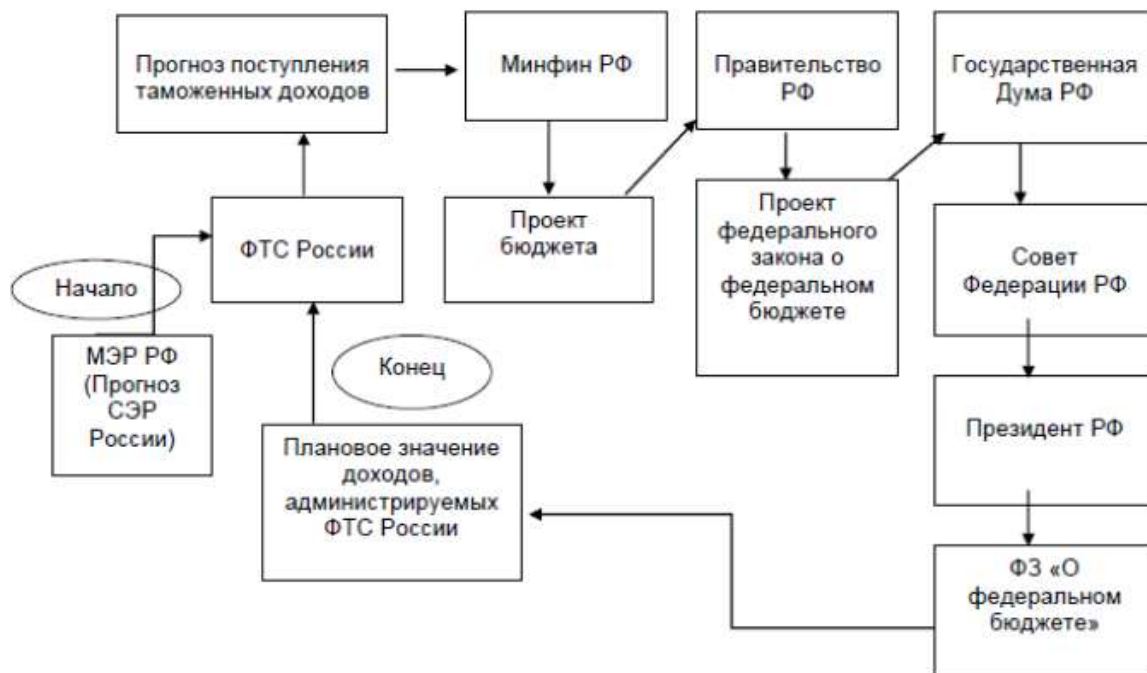 Прогноз поступления
таможенных доходов
Минфин РФ
Правительство
РФ
Государственная
Дума РФ
ФТС России
Проект
бюджета
Проект
федерального
закона о
федеральном
бюджете
Совет
Федерации РФ
Начало
МЭР РФ
(Прогноз
СЭР
России)
Конец
Президент РФ
Плановое значение
доходов,
администрируемых
ФТС России
ФЗ «О
федеральном
бюджете»